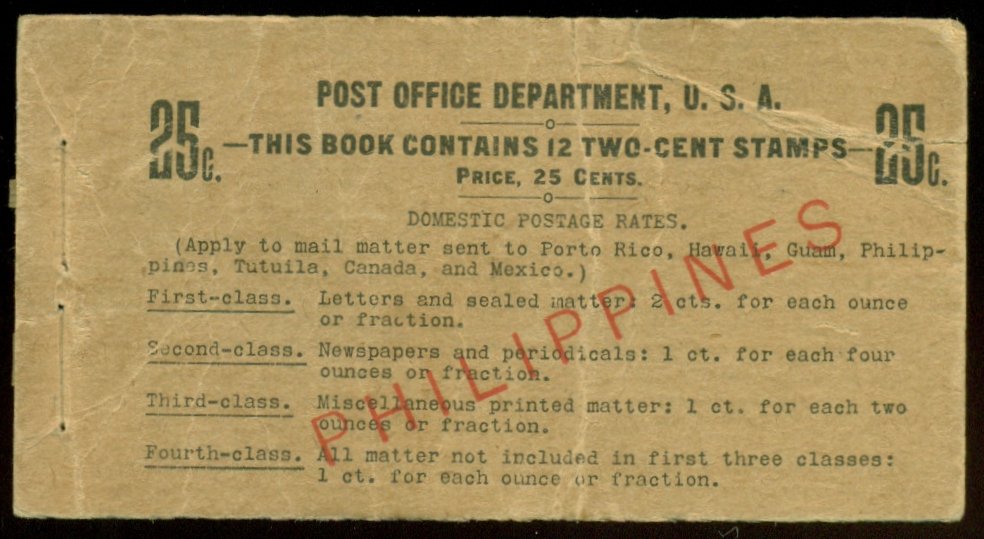 POST OFFICE DEPARTMENT, U. S. A.
25c. —THIS BOOK CONTAINS 12 TWO-CENT STAMPS— 25c.
PRICE, 25 CENTS.
DOMESTIC POSTAGE RATES.
(Apply to mail matter sent to Porto Rico, Hawaii, Guam, Philip-
pines, Tutuila, Canada, and Mexico.)
First-class. Letters and sealed matter: 2 cts. for each ounce
or fraction.
Second-class. Newspapers and periodicals: 1 ct. for each four
ounces or fraction.
Third-class. Miscellaneous printed matter: 1 ct. for each two
ounces or fraction.
Fourth-class. All matter not included in first three classes:
1 ct. for each ounce or fraction.
PHILIPPINES